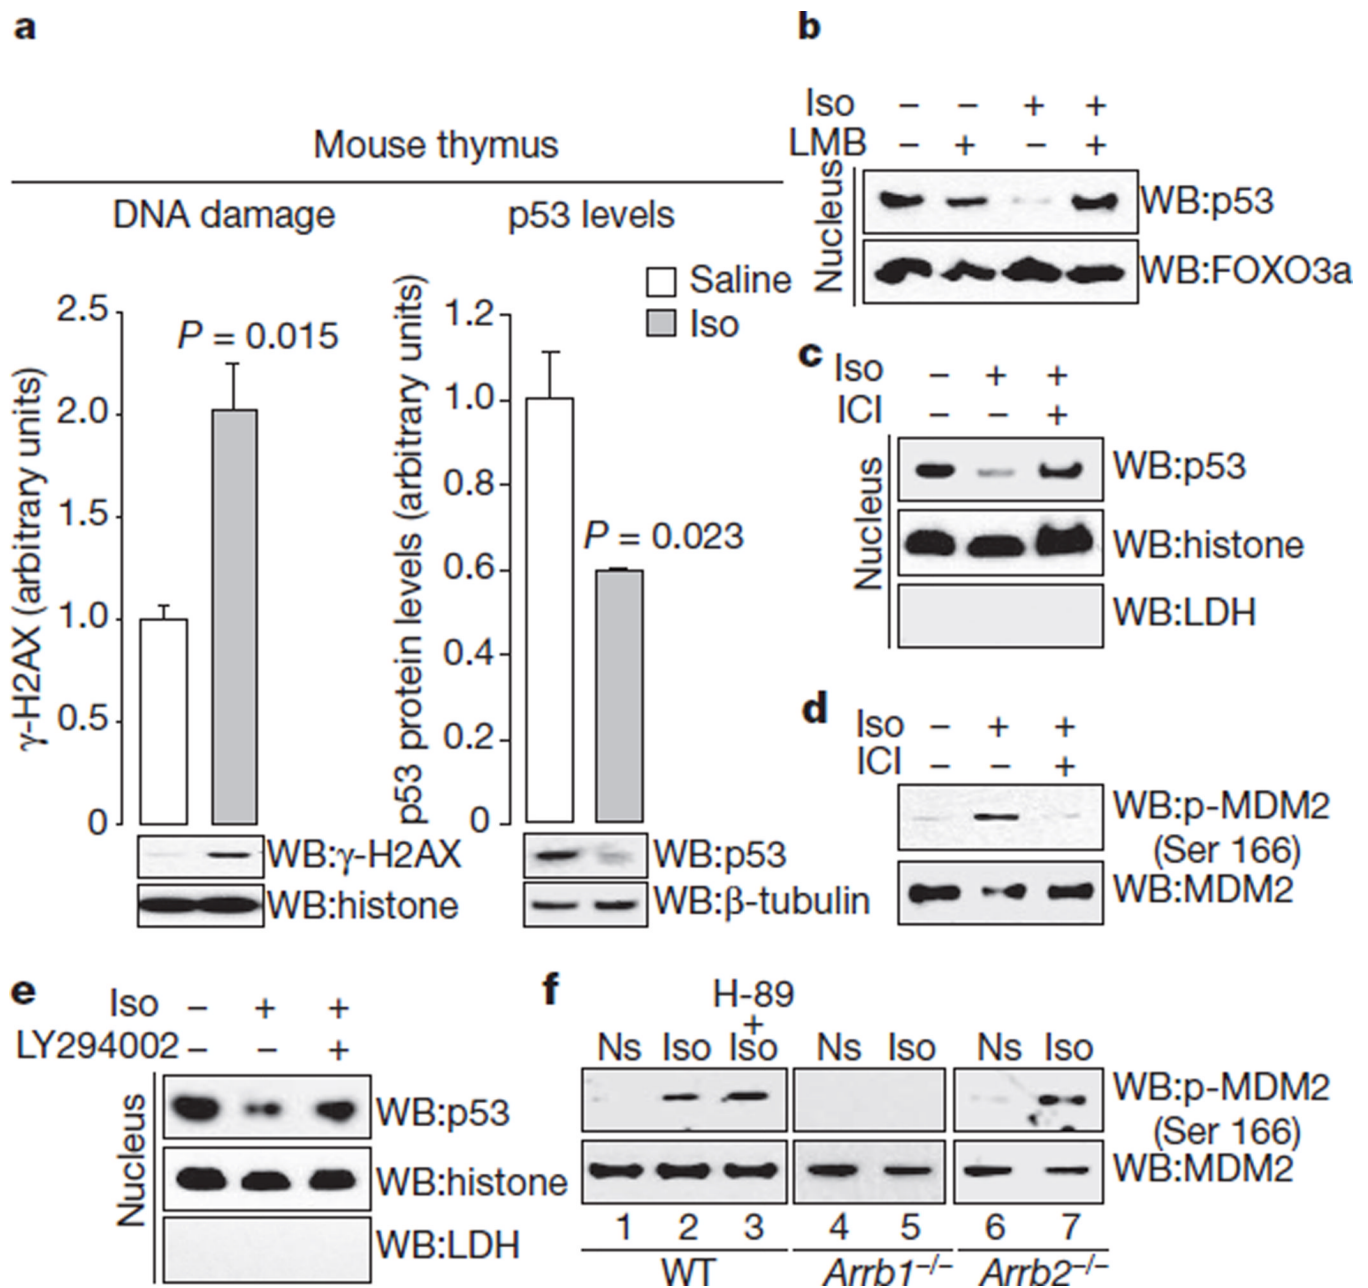 a
Mouse thymus
DNA damage
p53 levels
Saline
Iso
γ-H2AX (arbitrary units)
2.5
2.0
1.5
1.0
0.5
0
P = 0.015
p53 protein levels (arbitrary units)
1.2
1.0
0.8
0.6
0.4
0.2
0
P = 0.023
WB:γ-H2AX
WB:histone
WB:p53
WB:β-tubulin
b
Iso – – + +
LMB – + – +
Nucleus
WB:p53
WB:FOXO3a
c
Iso – + +
ICI – – +
Nucleus
WB:p53
WB:histone
WB:LDH
d
Iso – + +
ICI – – +
WB:p-MDM2
(Ser 166)
WB:MDM2
e
Iso – + +
LY294002 – – +
Nucleus
WB:p53
WB:histone
WB:LDH
f
H-89
+
Ns Iso Iso Ns Iso Ns Iso
WB:p-MDM2
(Ser 166)
WB:MDM2
1 2 3 4 5 6 7
WT Arrb1–/– Arrb2–/–